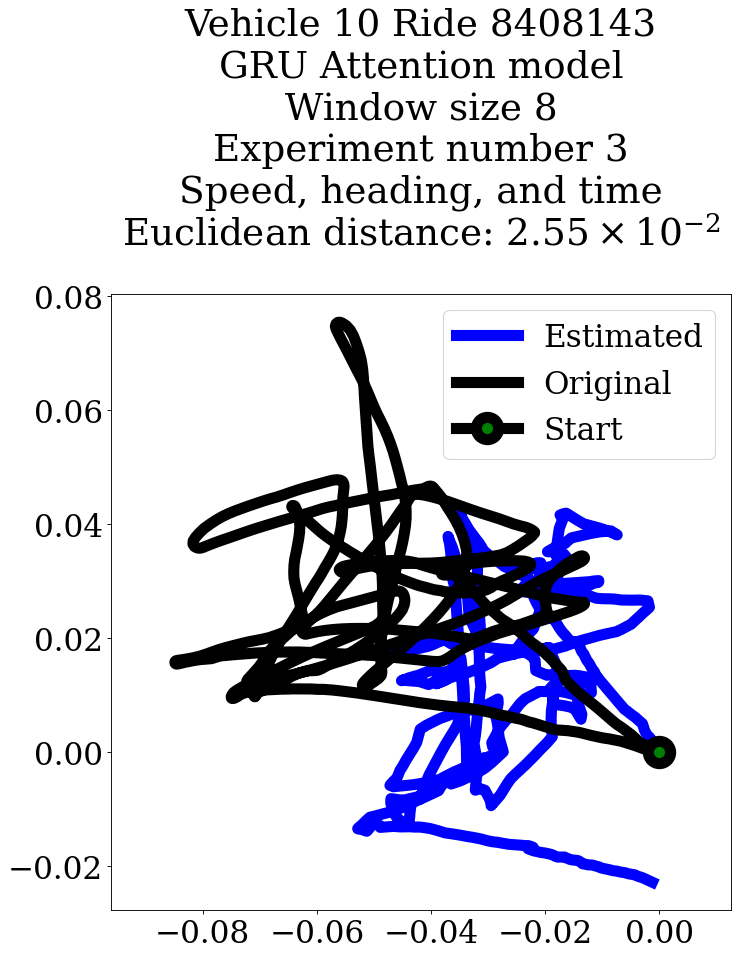 Vehicle 10 Ride 8408143
GRU Attention model
Window size 8
Experiment number 3
Speed, heading, and time
Euclidean distance: 2.55 × 10⁻²
0.08
Estimated
0.06
Original
Start
0.04
0.02
0.00
−0.02
−0.08 −0.06 −0.04 −0.02 0.00